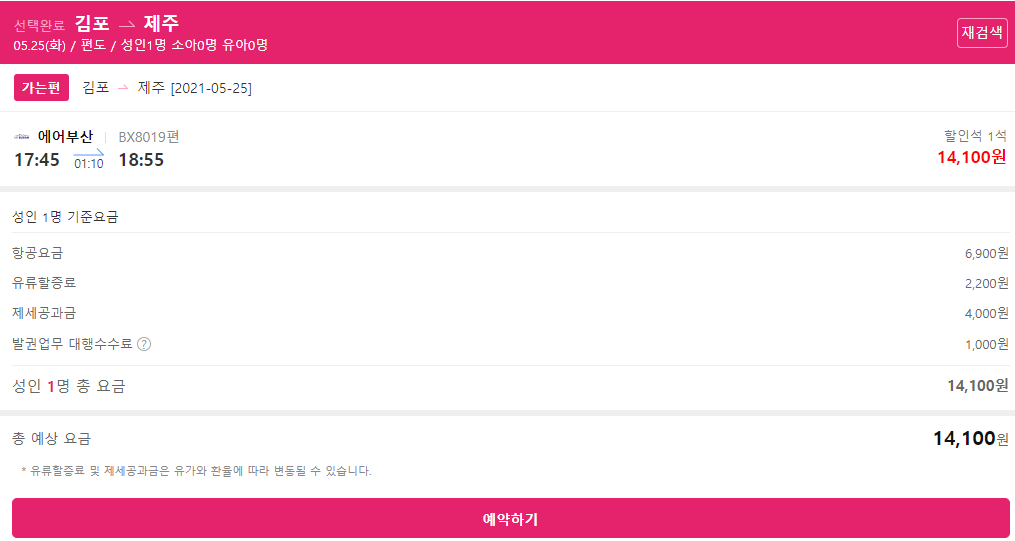 선택완료 김포 → 제주
05.25(화) / 편도 / 성인1명 소아0명 유아0명
재검색
가는편 김포 → 제주 [2021-05-25]
에어부산 | BX8019편
할인석 1석
17:45 01:10 18:55
14,100원
성인 1명 기준요금
항공요금 6,900원
유류할증료 2,200원
제세공과금 4,000원
발권업무 대행수수료 ? 1,000원
성인 1명 총 요금 14,100원
총 예상 요금 14,100원
* 유류할증료 및 제세공과금은 유가와 환율에 따라 변동될 수 있습니다.
예약하기